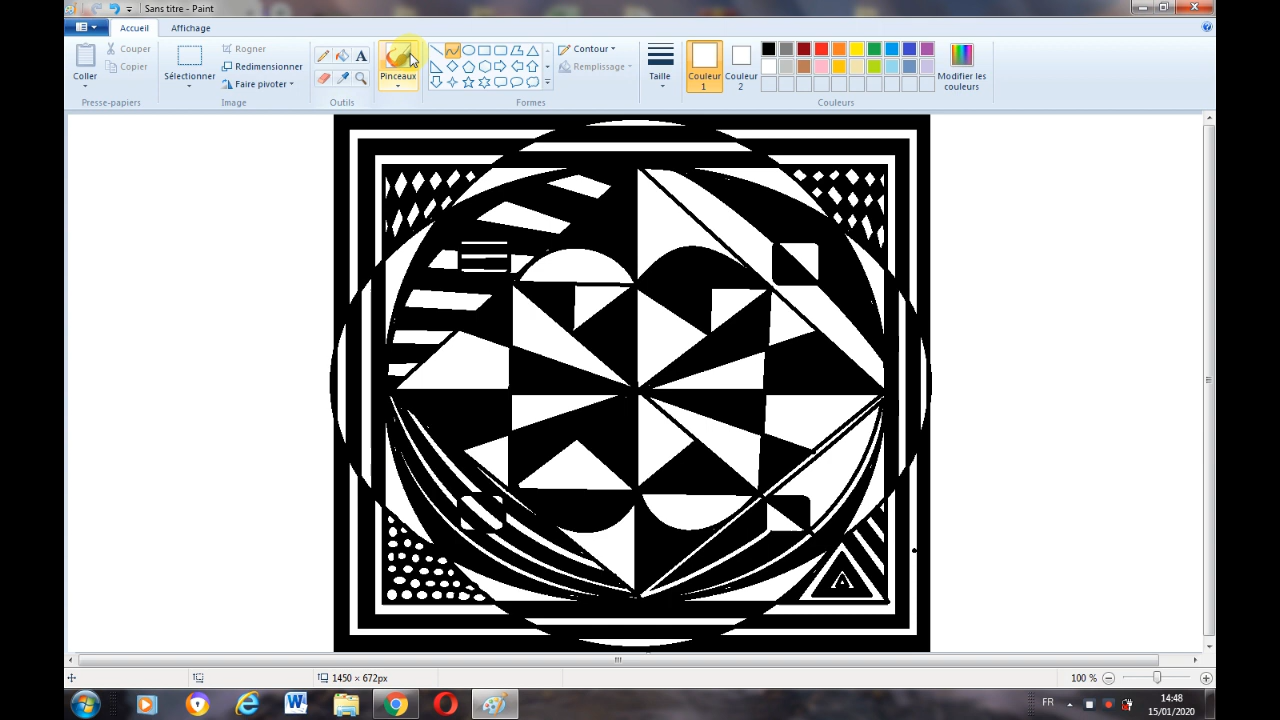 Sans titre - Paint
Accueil Affichage
Coller
Couper
Copier
Presse-papiers
Sélectionner
Rogner
Redimensionner
Faire pivoter
Image
A
Outils
Pinceaux
Formes
Contour
Remplissage
Taille
Couleur 1
Couleur 2
Modifier les couleurs
Couleurs
1450 × 672px
100 %
FR
14:48
15/01/2020